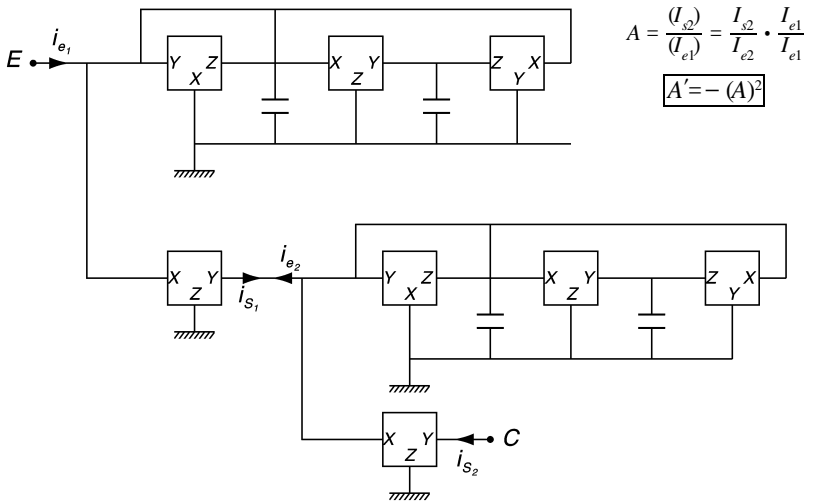 i_e1
E
Y X Z
X Z Y
Z Y X
A = (I_s2)/(I_e1) = I_s2/I_e2 · I_e1/I_e1
A′= − (A)²
X Z Y
i_S1
i_e2
Y X Z
X Z Y
Z Y X
X Z Y
i_S2
C